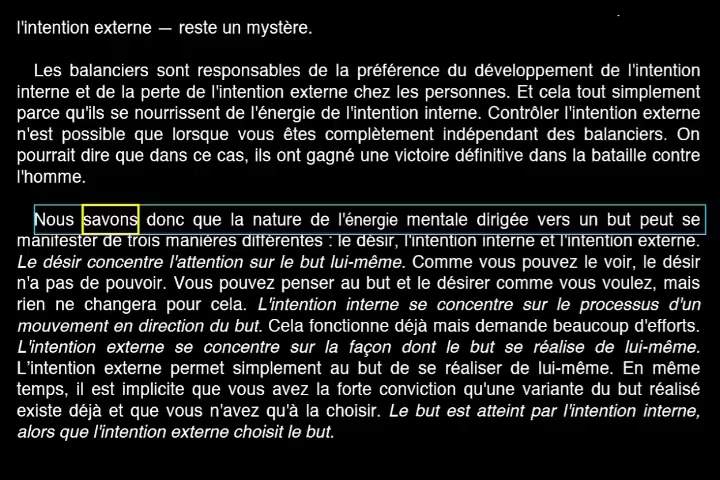 l'intention externe — reste un mystère.
Les balanciers sont responsables de la préférence du développement de l'intention
interne et de la perte de l'intention externe chez les personnes. Et cela tout simplement
parce qu'ils se nourrissent de l'énergie de l'intention interne. Contrôler l'intention externe
n'est possible que lorsque vous êtes complètement indépendant des balanciers. On
pourrait dire que dans ce cas, ils ont gagné une victoire définitive dans la bataille contre
l'homme.
Nous savons donc que la nature de l'énergie mentale dirigée vers un but peut se
manifester de trois manières différentes : le désir, l'intention interne et l'intention externe.
Le désir concentre l'attention sur le but lui-même. Comme vous pouvez le voir, le désir
n'a pas de pouvoir. Vous pouvez penser au but et le désirer comme vous voulez, mais
rien ne changera pour cela. L'intention interne se concentre sur le processus d'un
mouvement en direction du but. Cela fonctionne déjà mais demande beaucoup d'efforts.
L'intention externe se concentre sur la façon dont le but se réalise de lui-même.
L'intention externe permet simplement au but de se réaliser de lui-même. En même
temps, il est implicite que vous avez la forte conviction qu'une variante du but réalisé
existe déjà et que vous n'avez qu'à la choisir. Le but est atteint par l'intention interne,
alors que l'intention externe choisit le but.